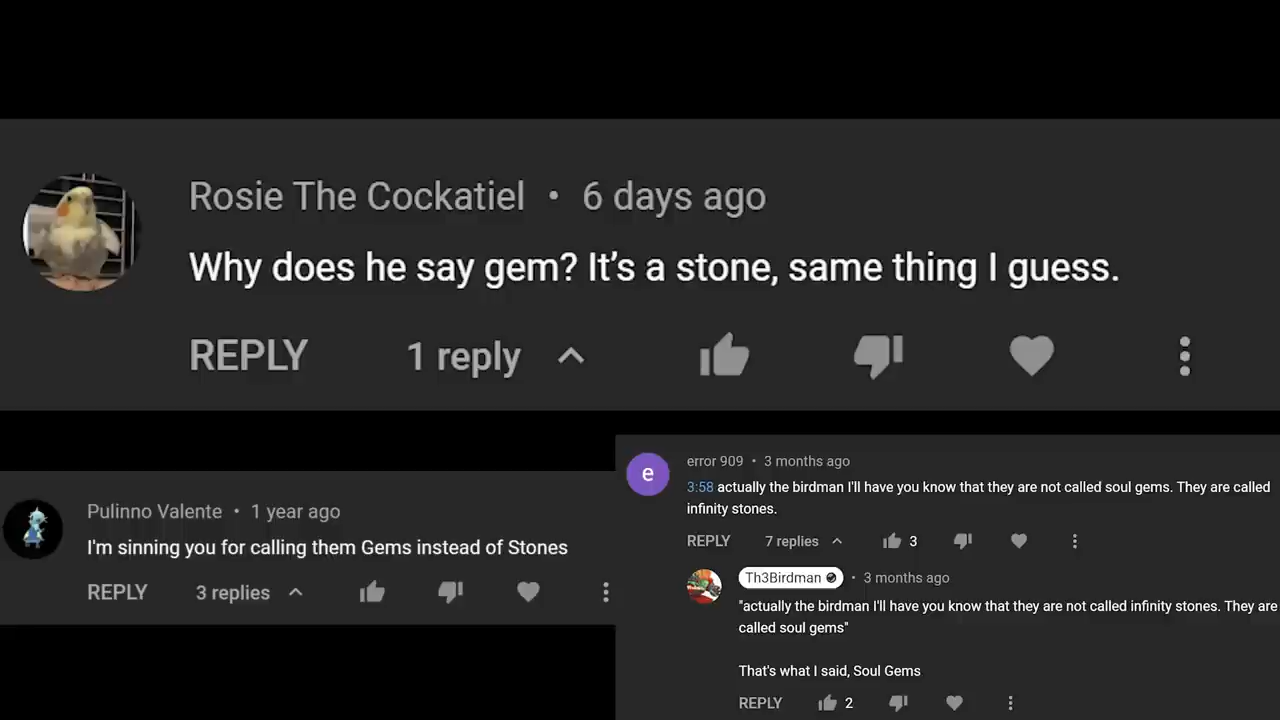 Rosie The Cockatiel • 6 days ago
Why does he say gem? It's a stone, same thing I guess.
REPLY 1 reply
Pulinno Valente • 1 year ago
I'm sinning you for calling them Gems instead of Stones
REPLY 3 replies
e
error 909 • 3 months ago
3:58 actually the birdman I'll have you know that they are not called soul gems. They are called
infinity stones.
REPLY 7 replies 3
Th3Birdman • 3 months ago
"actually the birdman I'll have you know that they are not called infinity stones. They are
called soul gems"
That's what I said, Soul Gems
REPLY 2